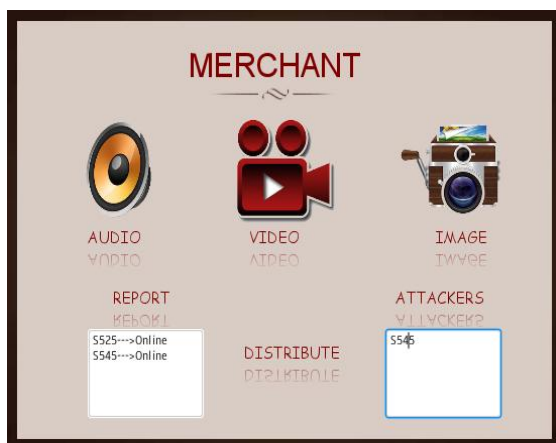 MERCHANT
AUDIO VIDEO IMAGE
REPORT ATTACKERS
S525--->Online
S545--->Online
DISTRIBUTE
S545